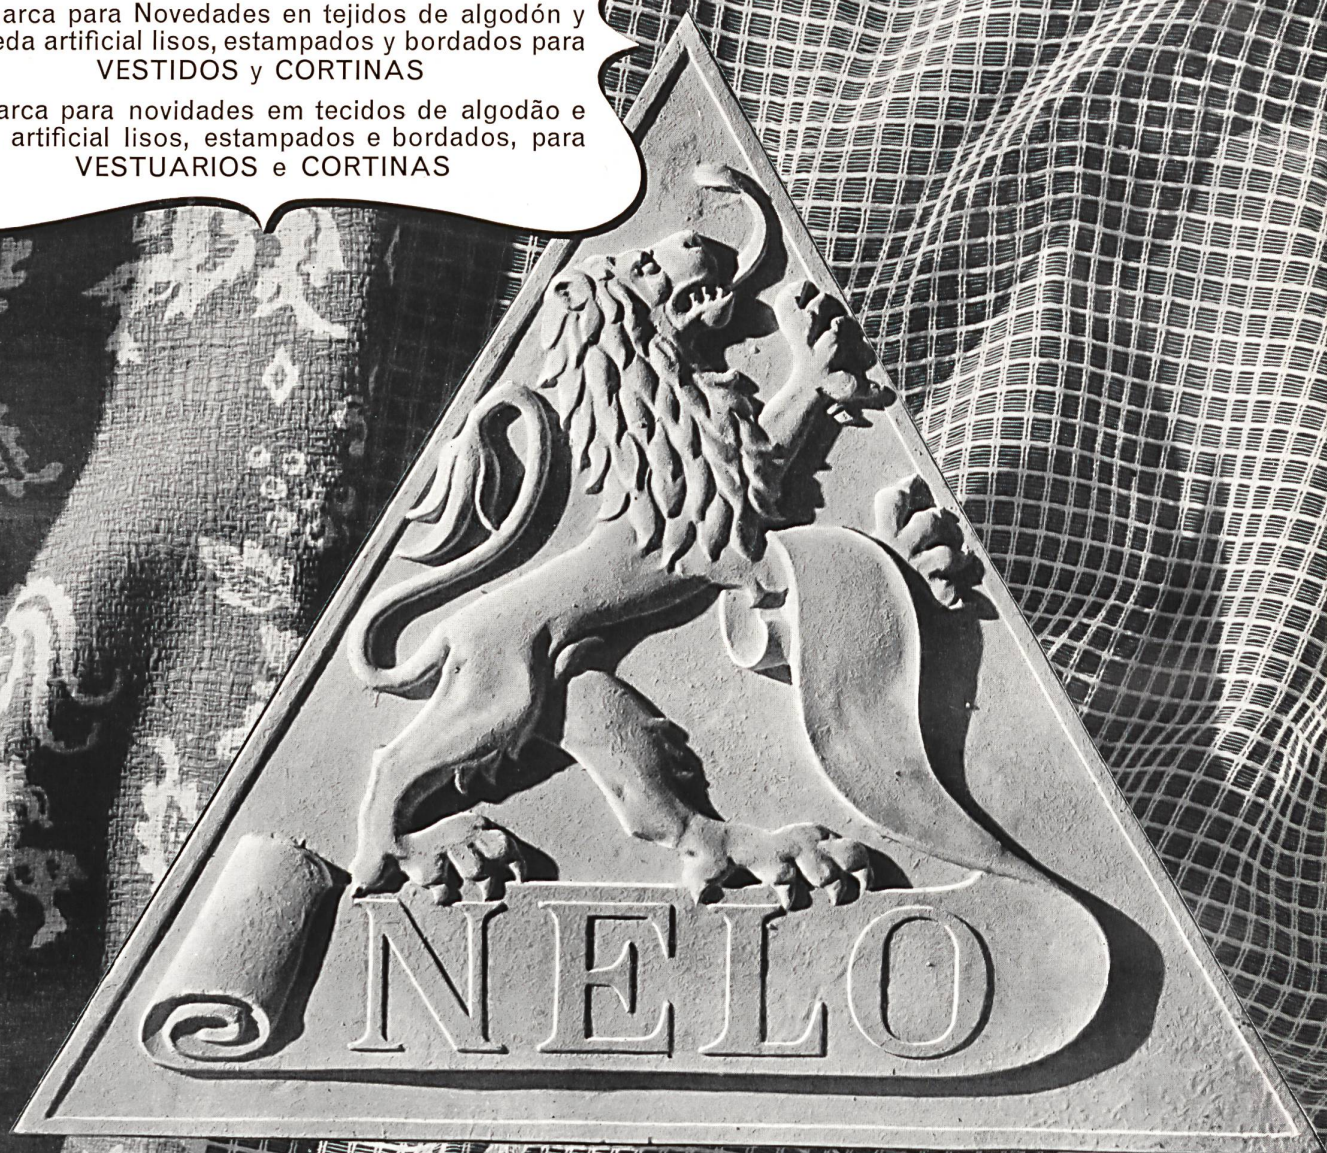 arca para Novedades en tejidos de algodón y
eda artificial lisos, estampados y bordados para
VESTIDOS y CORTINAS
arca para novidades em tecidos de algodão e
artificial lisos, estampados e bordados, para
VESTUARIOS e CORTINAS
NELO